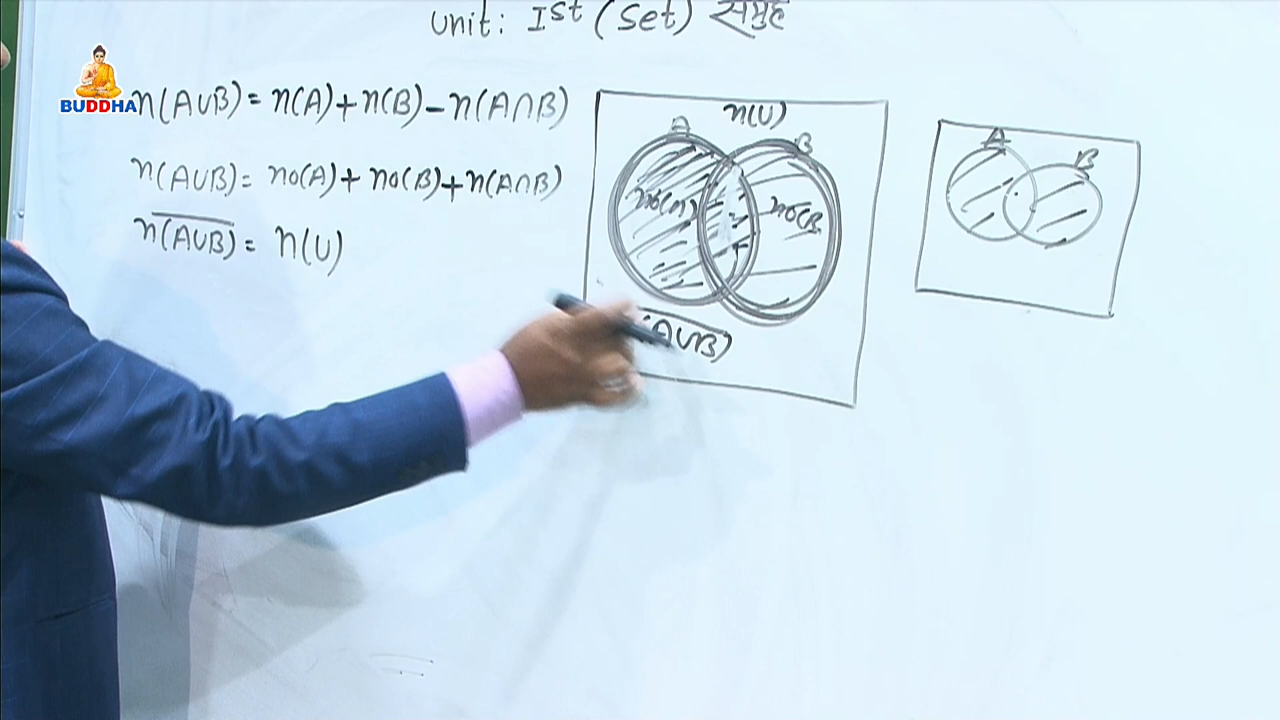 Unit: Ist (Set) समूह
BUDDHA
n(A∪B) = n(A) + n(B) – n(A∩B)
n(A∪B) = no(A) + no(B) + n(A∩B)
n(A̅∪̅B̅) = n(U)
n(U)
A
B
no(A)
no(B
(A̅∪̅B̅)
A
B